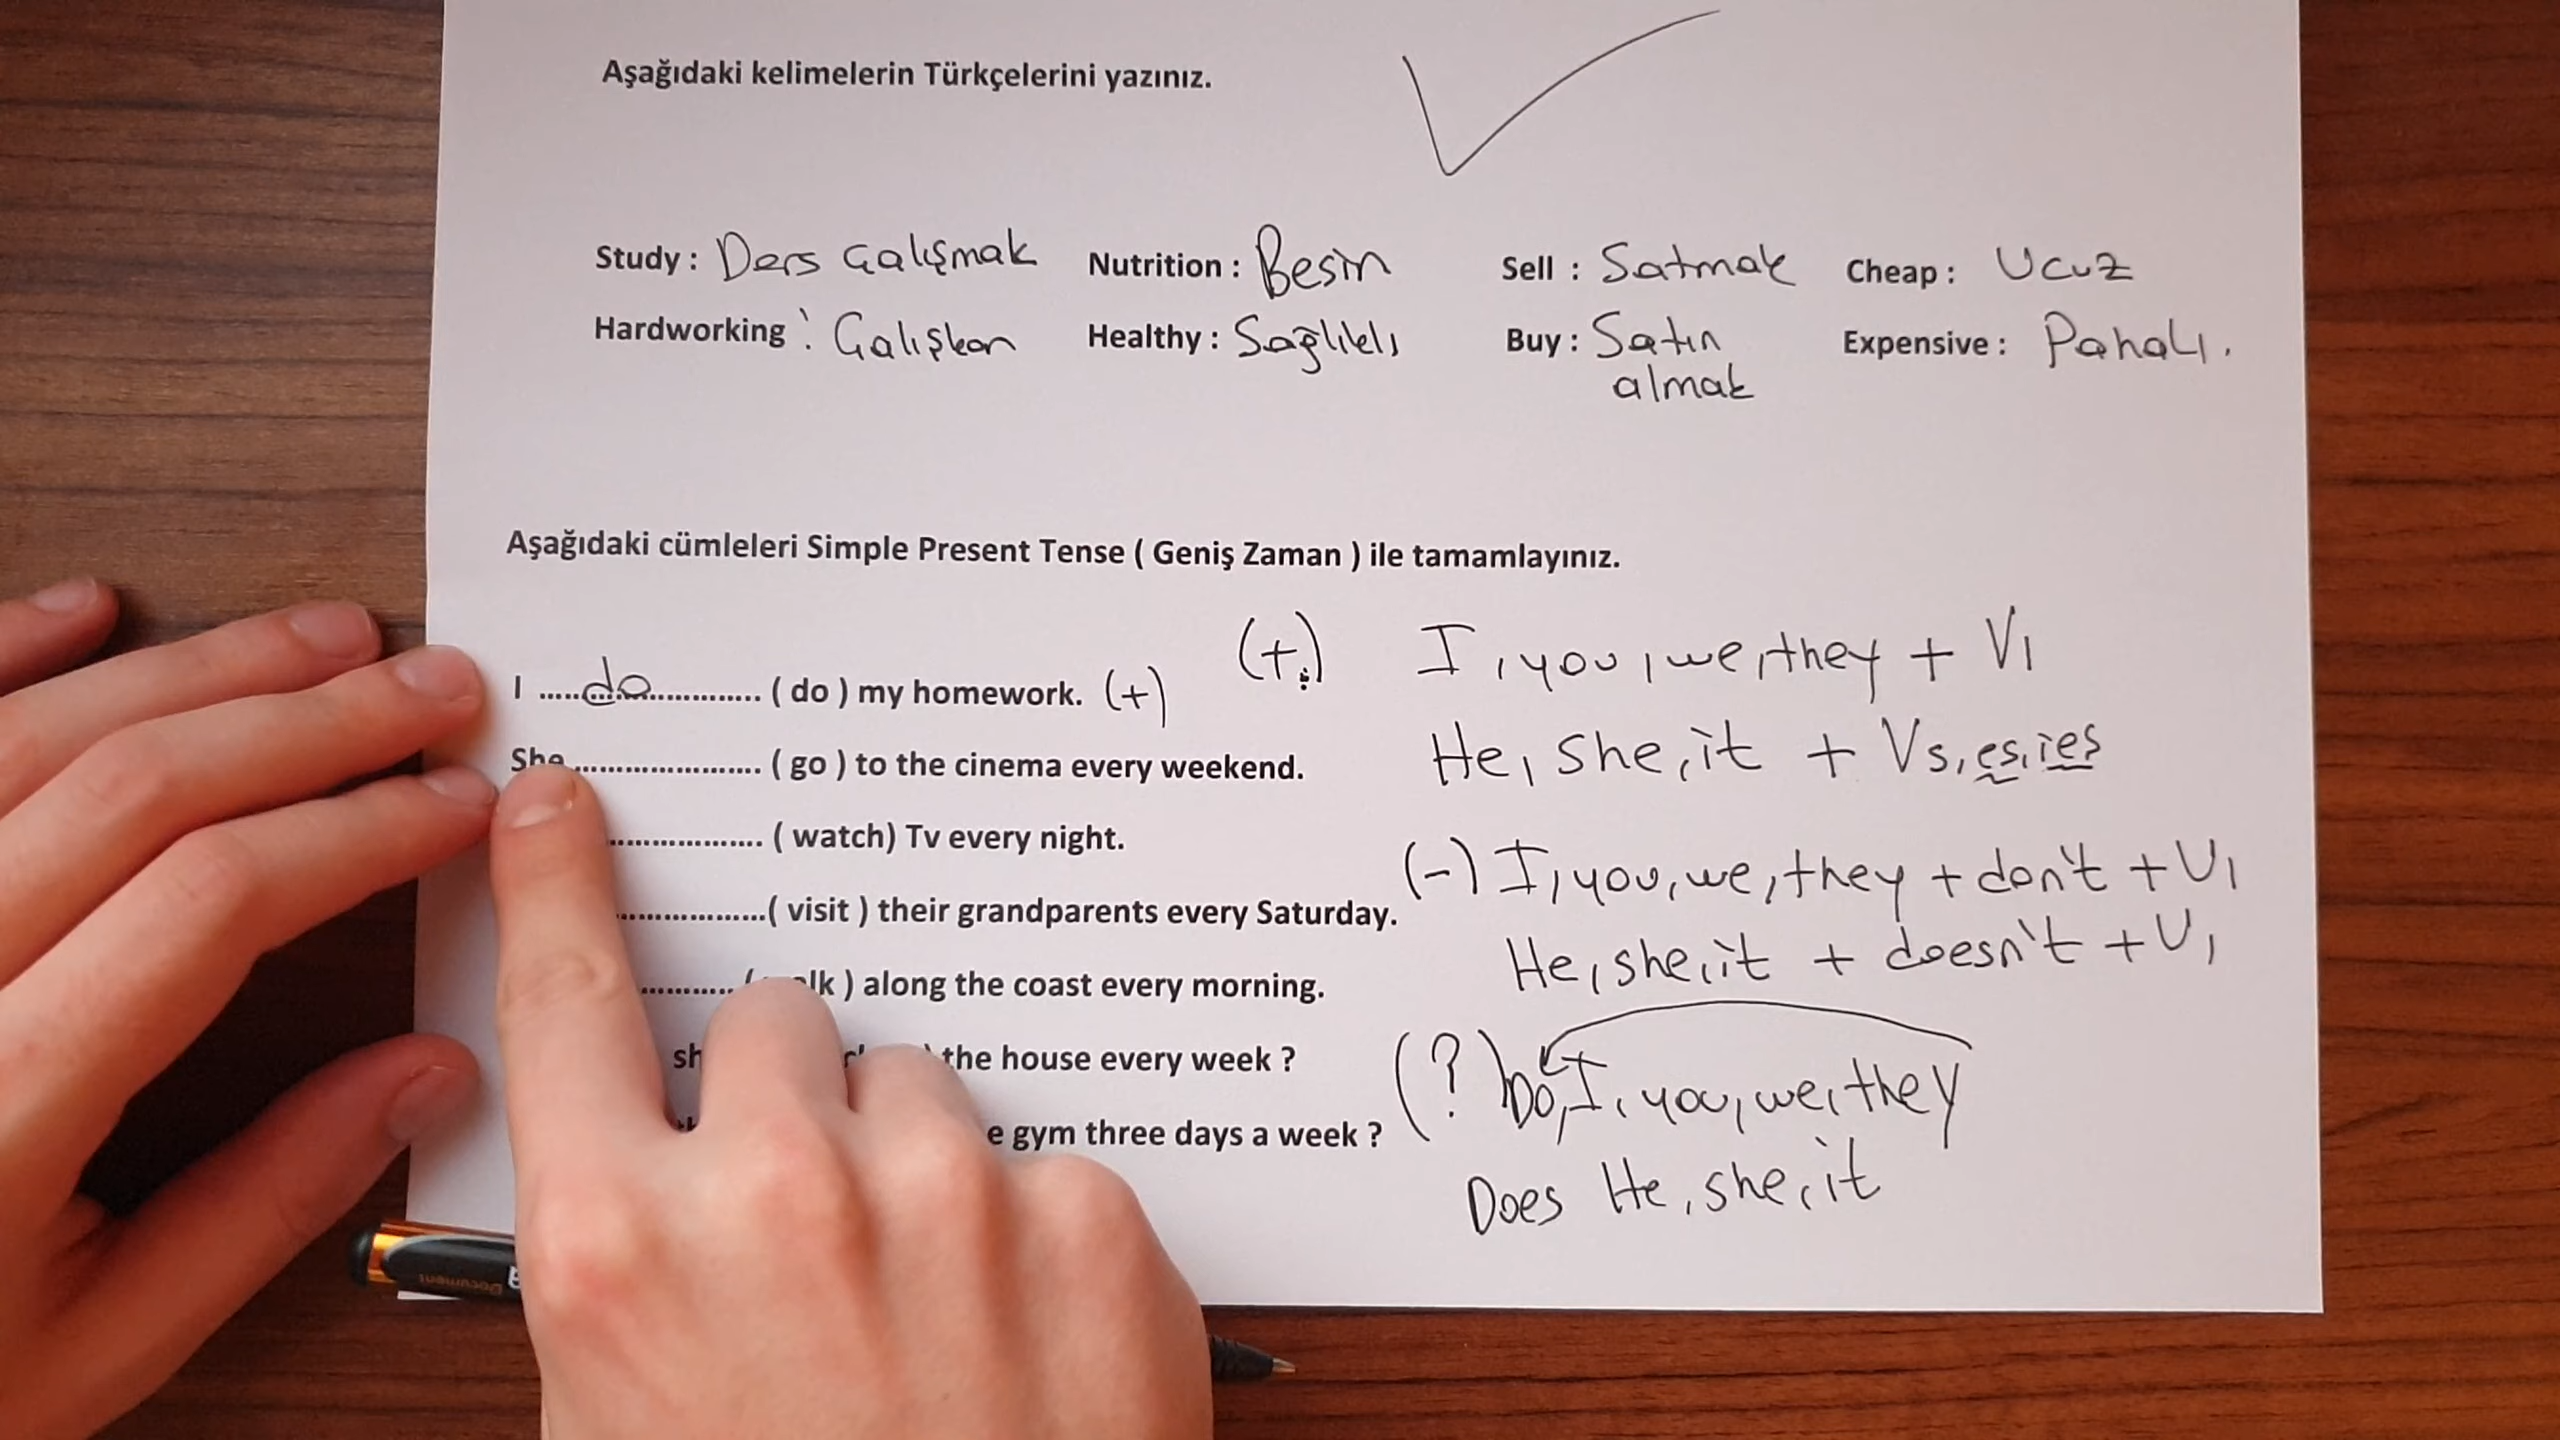 Aşağıdaki kelimelerin Türkçelerini yazınız.
Study : Ders Çalışmak Nutrition : Besin Sell : Satmak Cheap : Ucuz
Hardworking : Çalışkan Healthy : Sağlıklı Buy : Satın almak Expensive : Pahalı.
Aşağıdaki cümleleri Simple Present Tense ( Geniş Zaman ) ile tamamlayınız.
I .....do............... ( do ) my homework. (+)
She........................ ( go ) to the cinema every weekend.
................... ( watch) Tv every night.
...................( visit ) their grandparents every Saturday.
............ ( lk ) along the coast every morning.
sh the house every week ?
e gym three days a week ?
(+) I, you, we, they + V1
He, she, it + Vs, es, ies
(-) I, you, we, they + don't + V1
He, she, it + doesn't + V1
(?) Do, I, you, we, they
Does He, she, it
Document